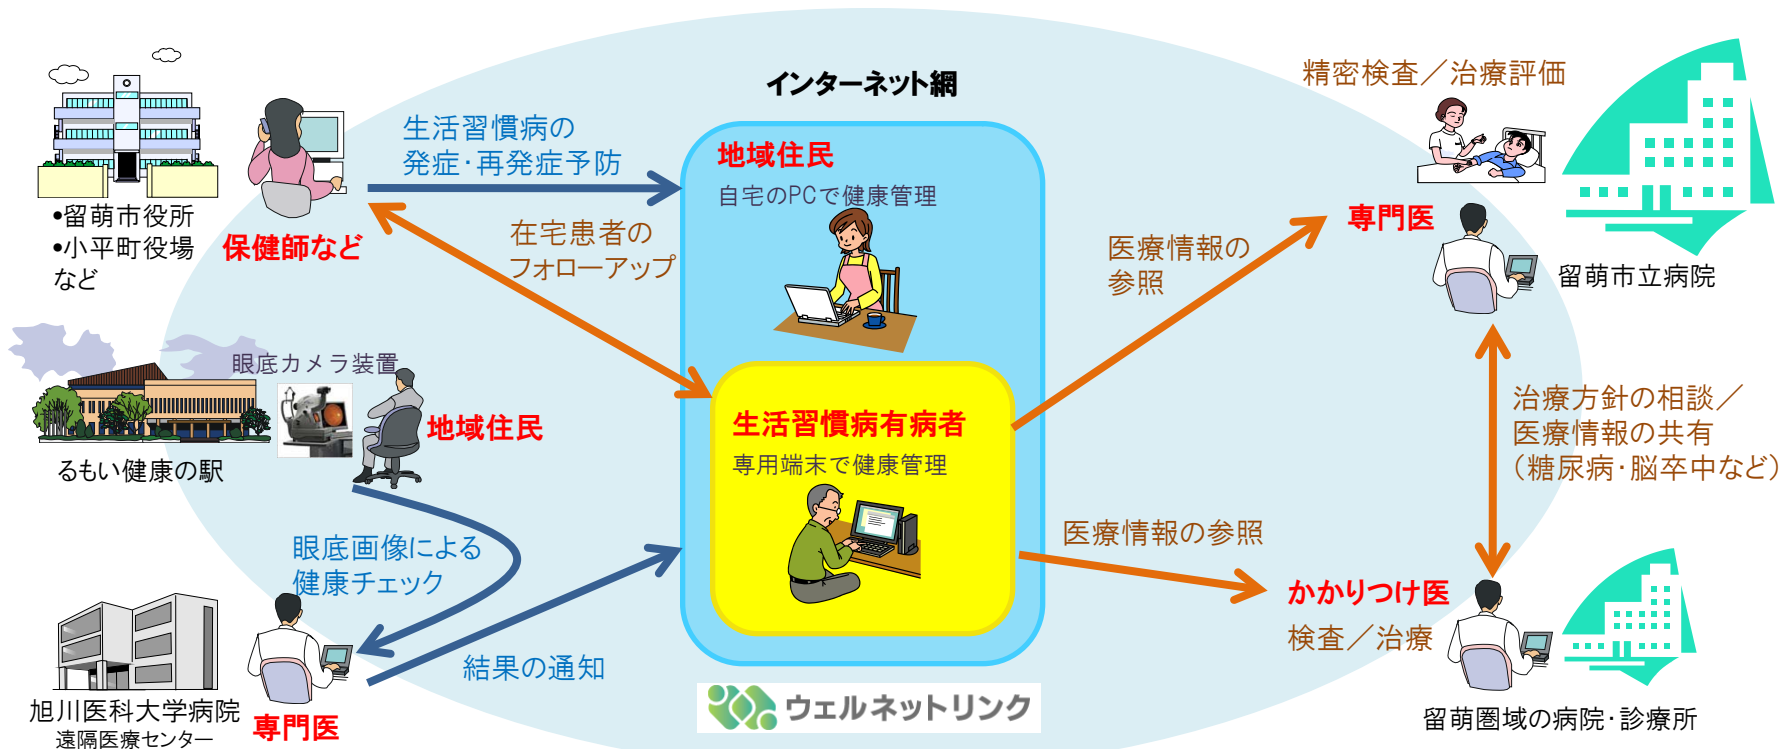 インターネット網
精密検査／治療評価
生活習慣病の
発症・再発症予防
地域住民
自宅のPCで健康管理
•留萌市役所
•小平町役場
など
保健師など
在宅患者の
フォローアップ
医療情報の
参照
専門医
留萌市立病院
眼底カメラ装置
地域住民
るもい健康の駅
生活習慣病有病者
専用端末で健康管理
治療方針の相談／
医療情報の共有
（糖尿病・脳卒中など）
眼底画像による
健康チェック
医療情報の参照
かかりつけ医
検査／治療
結果の通知
旭川医科大学病院
遠隔医療センター
専門医
ウェルネットリンク
留萌圏域の病院・診療所